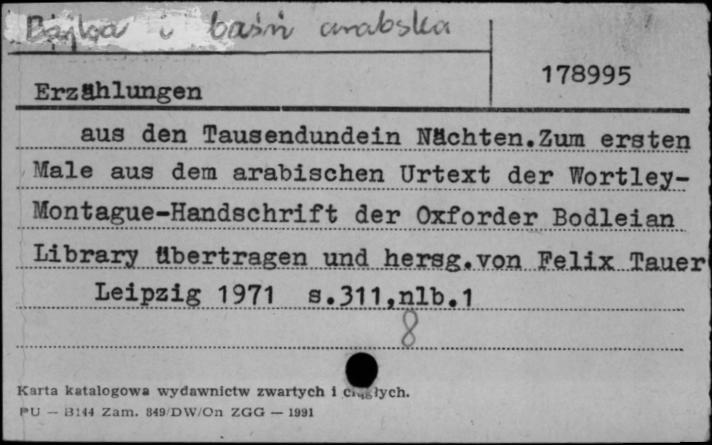 Bajka i baśń arabska
178995
Erzählungen
aus den Tausendundein Nächten.Zum ersten
Male aus dem arabischen Urtext der Wortley-
Montague-Handschrift der Oxforder Bodleian
Library übertragen und hersg.von Felix Tauer
Leipzig 1971 s.311,nlb.1
8
Karta katalogowa wydawnictw zwartych i ciągłych.
PU — B144 Zam. 849/DW/On ZGG — 1991